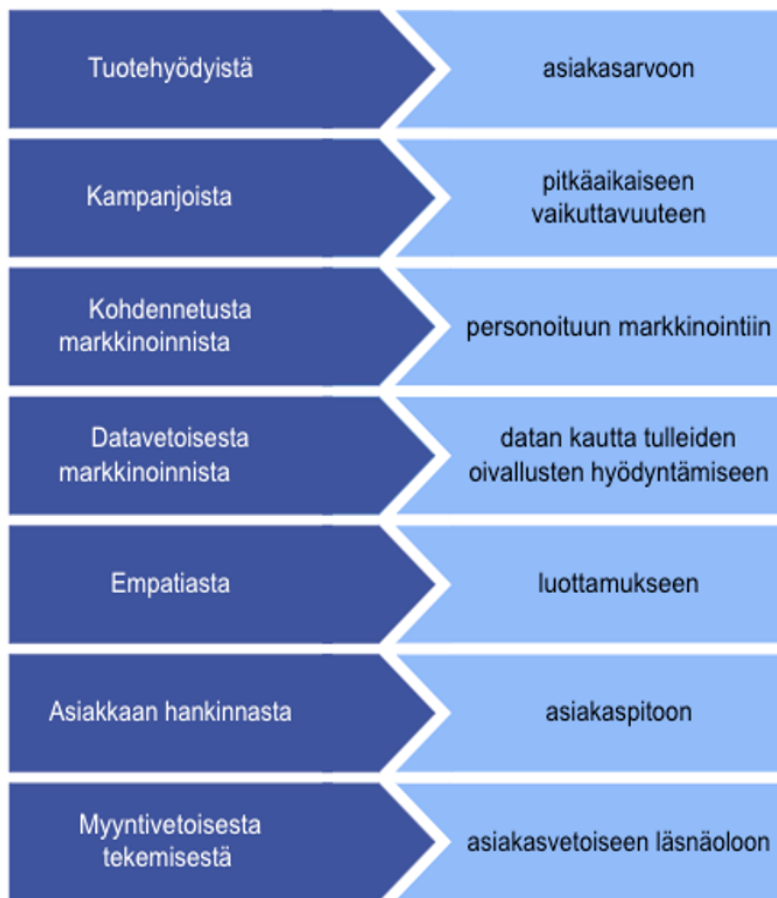 Tuotehyödyistä
asiakasarvoon
Kampanjoista
pitkäaikaiseen
vaikuttavuuteen
Kohdennetusta
markkinoinnista
personoituun markkinointiin
Datavetoisesta
markkinoinnista
datan kautta tulleiden
oivallusten hyödyntämiseen
Empatiasta
luottamukseen
Asiakkaan hankinnasta
asiakaspitoon
Myyntivetoisesta
tekemisestä
asiakasvetoiseen läsnäoloon